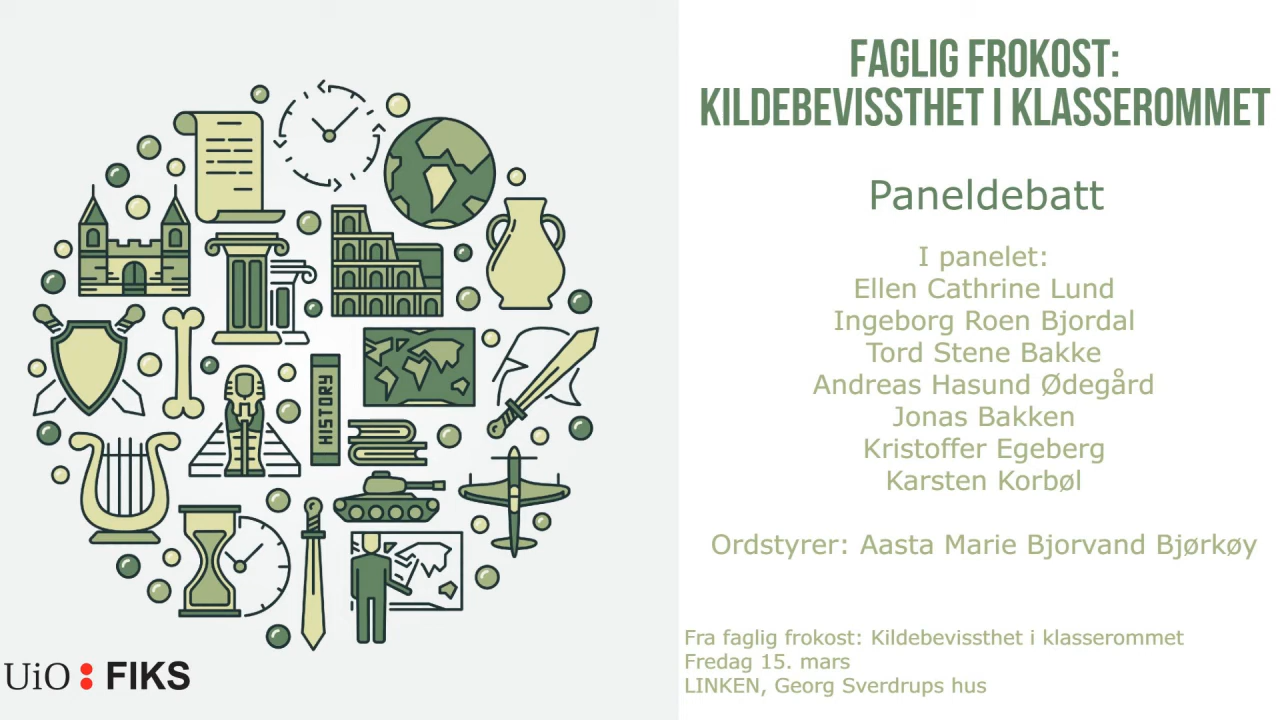 FAGLIG FROKOST:
KILDEBEVISSTHET I KLASSEROMMET
Paneldebatt
I panelet:
Ellen Cathrine Lund
Ingeborg Roen Bjordal
Tord Stene Bakke
Andreas Hasund Ødegård
Jonas Bakken
Kristoffer Egeberg
Karsten Korbøl
Ordstyrer: Aasta Marie Bjorvand Bjørkøy
Fra faglig frokost: Kildebevissthet i klasserommet
Fredag 15. mars
LINKEN, Georg Sverdrups hus
HISTORY
UiO : FIKS